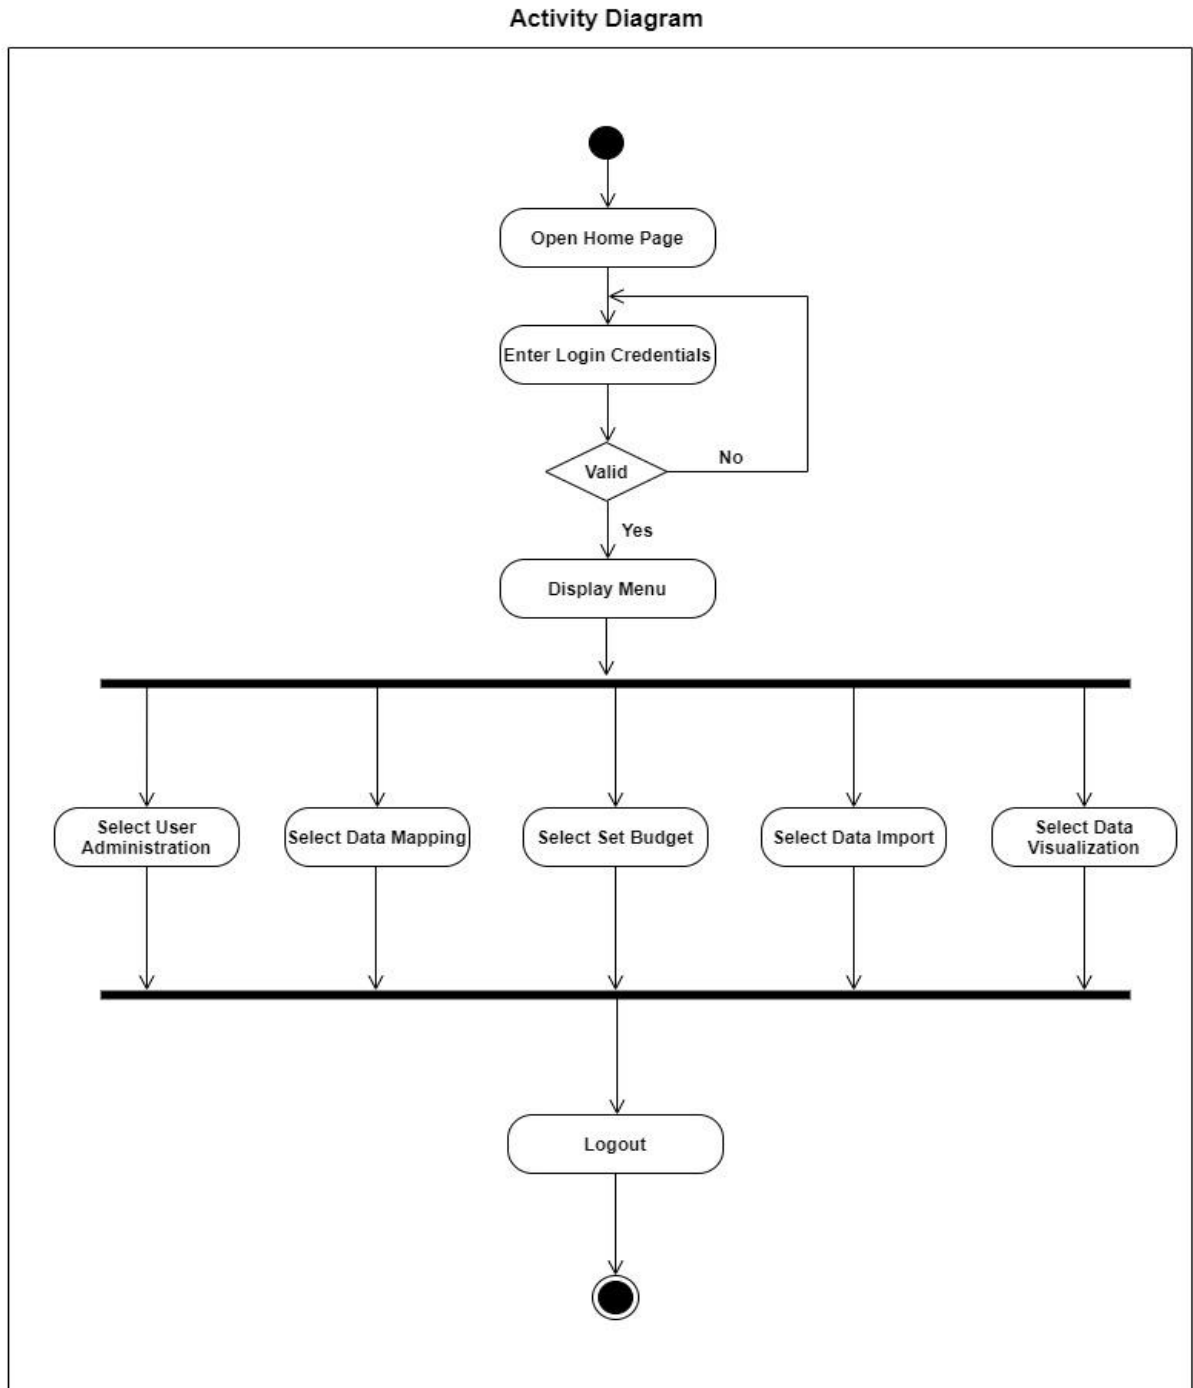 Activity Diagram
Open Home Page
Enter Login Credentials
Valid
No
Yes
Display Menu
Select User
Administration
Select Data Mapping
Select Set Budget
Select Data Import
Select Data
Visualization
Logout